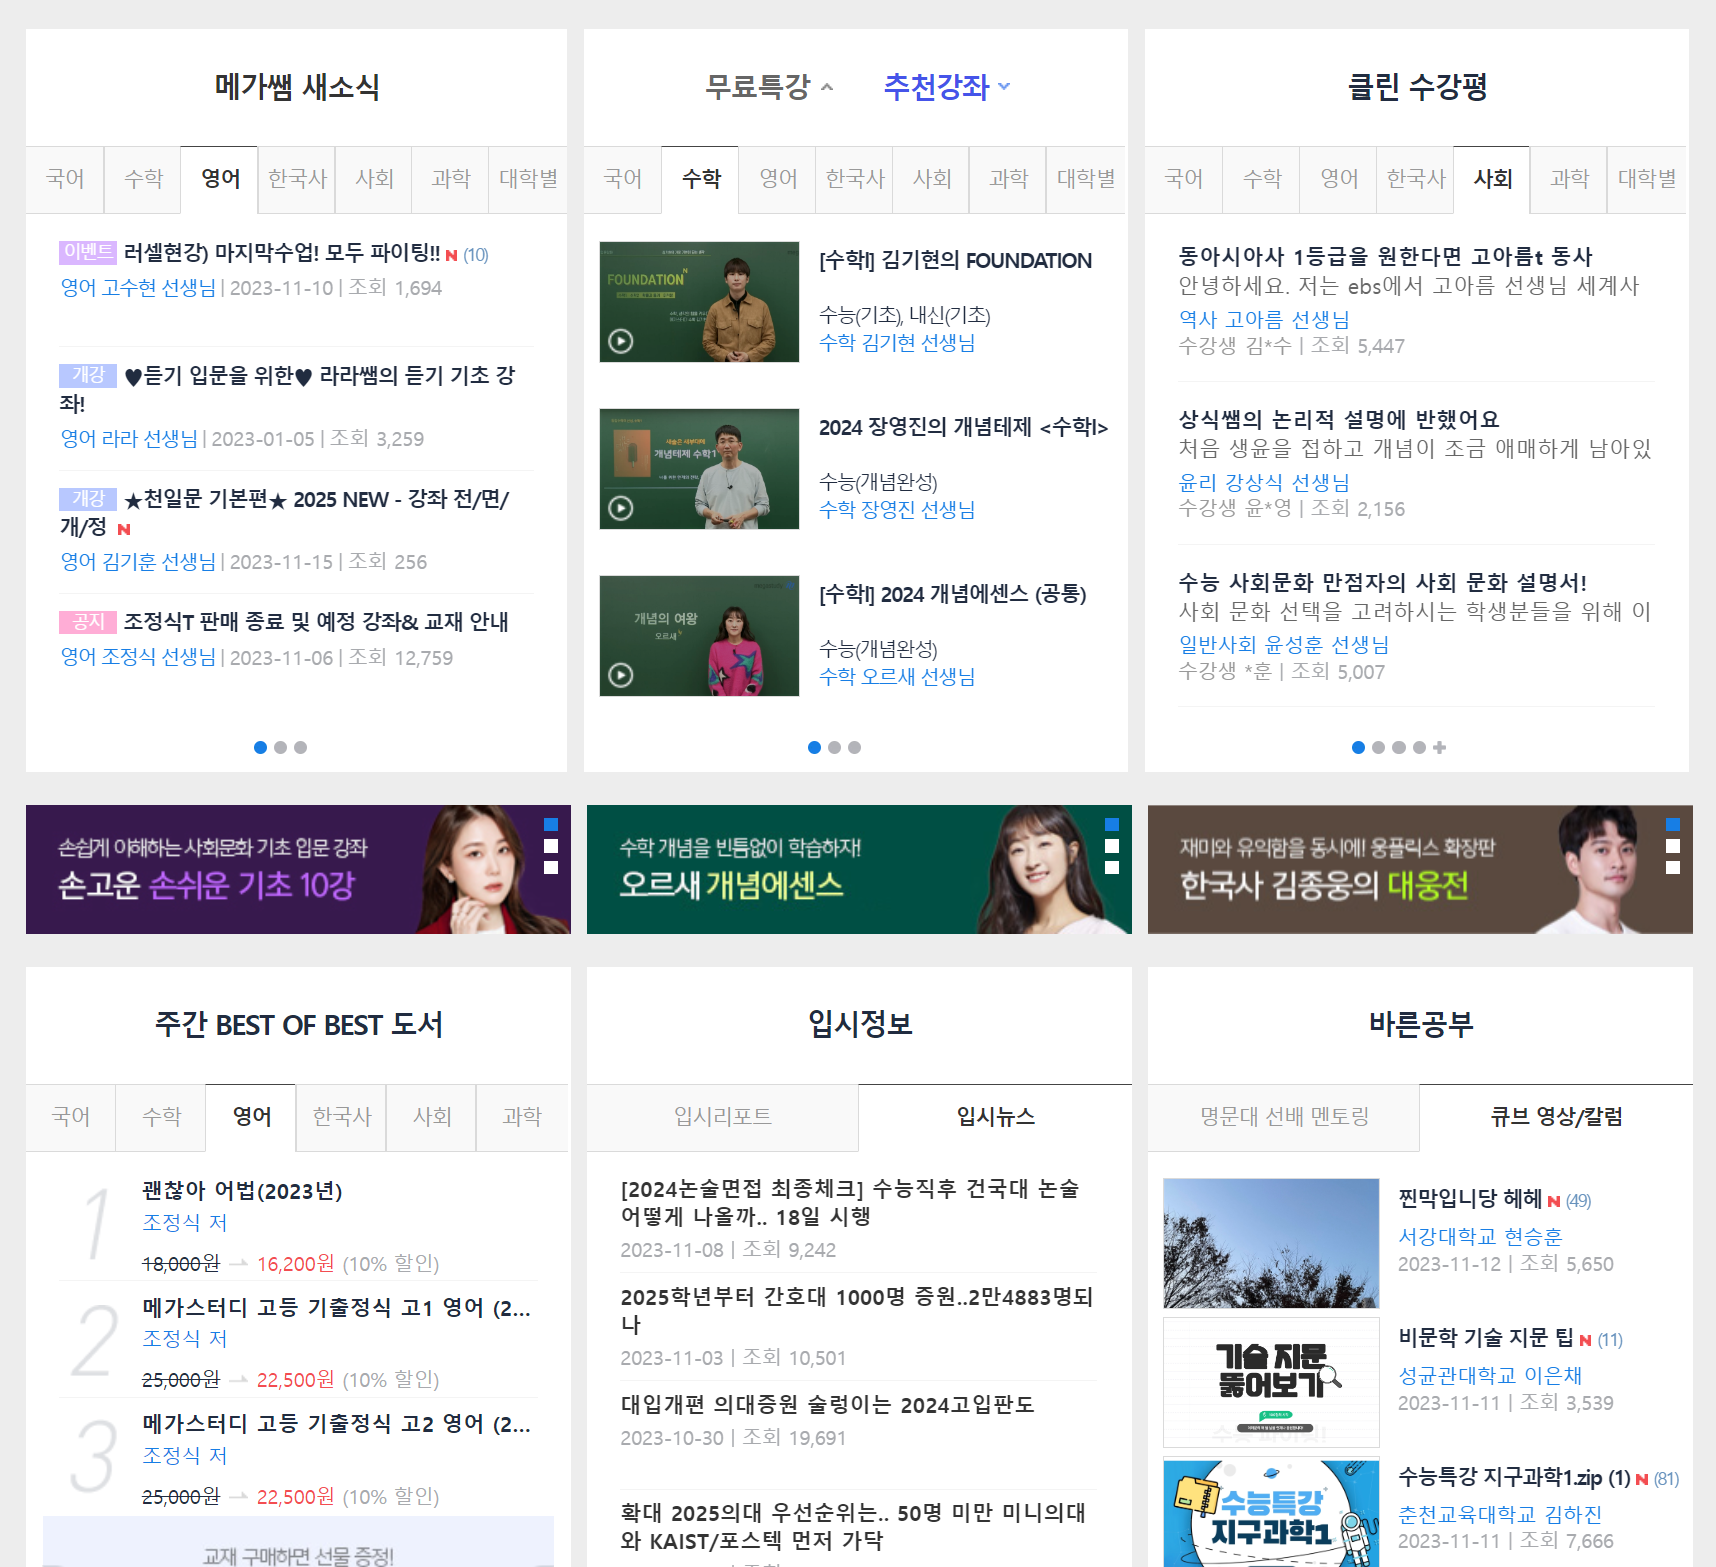 메가쌤 새소식
국어 수학 영어 한국사 사회 과학 대학별
이벤트 러셀현강) 마지막수업! 모두 파이팅!! N (10)
영어 고수현 선생님 | 2023-11-10 | 조회 1,694
개강 ♥듣기 입문을 위한♥ 라라쌤의 듣기 기초 강
좌!
영어 라라 선생님 | 2023-01-05 | 조회 3,259
개강 ★천일문 기본편★ 2025 NEW - 강좌 전/면/
개/정 N
영어 김기훈 선생님 | 2023-11-15 | 조회 256
공지 조정식T 판매 종료 및 예정 강좌& 교재 안내
영어 조정식 선생님 | 2023-11-06 | 조회 12,759
무료특강 추천강좌
국어 수학 영어 한국사 사회 과학 대학별
FOUNDATION N
[수학I] 김기현의 FOUNDATION
수능(기초), 내신(기초)
수학 김기현 선생님
개념테제 수학1
2024 장영진의 개념테제 <수학I>
수능(개념완성)
수학 장영진 선생님
개념의 여왕
오르새
[수학I] 2024 개념에센스 (공통)
수능(개념완성)
수학 오르새 선생님
클린 수강평
국어 수학 영어 한국사 사회 과학 대학별
동아시아사 1등급을 원한다면 고아름t 동사
안녕하세요. 저는 ebs에서 고아름 선생님 세계사
역사 고아름 선생님
수강생 김*수 | 조회 5,447
상식쌤의 논리적 설명에 반했어요
처음 생윤을 접하고 개념이 조금 애매하게 남아있
윤리 강상식 선생님
수강생 윤*영 | 조회 2,156
수능 사회문화 만점자의 사회 문화 설명서!
사회 문화 선택을 고려하시는 학생분들을 위해 이
일반사회 윤성훈 선생님
수강생 *훈 | 조회 5,007
손쉽게 이해하는 사회문화 기초 입문 강좌
손고운 손쉬운 기초 10강
수학 개념을 빈틈없이 학습하자!
오르새 개념에센스
재미와 유익함을 동시에! 웅플릭스 확장판
한국사 김종웅의 대웅전
주간 BEST OF BEST 도서
국어 수학 영어 한국사 사회 과학
1 괜찮아 어법(2023년)
조정식 저
18,000원 → 16,200원 (10% 할인)
2 메가스터디 고등 기출정식 고1 영어 (2...
조정식 저
25,000원 → 22,500원 (10% 할인)
3 메가스터디 고등 기출정식 고2 영어 (2...
조정식 저
25,000원 → 22,500원 (10% 할인)
교재 구매하면 선물 증정!
입시정보
입시리포트 입시뉴스
[2024논술면접 최종체크] 수능직후 건국대 논술
어떻게 나올까.. 18일 시행
2023-11-08 | 조회 9,242
2025학년부터 간호대 1000명 증원..2만4883명되
나
2023-11-03 | 조회 10,501
대입개편 의대증원 술렁이는 2024고입판도
2023-10-30 | 조회 19,691
확대 2025의대 우선순위는.. 50명 미만 미니의대
와 KAIST/포스텍 먼저 가닥
바른공부
명문대 선배 멘토링 큐브 영상/칼럼
찐막입니당 헤헤 N (49)
서강대학교 현승훈
2023-11-12 | 조회 5,650
기술 지문
뚫어보기
비문학 기술 지문 팁 N (11)
성균관대학교 이은채
2023-11-11 | 조회 3,539
수능특강
지구과학1
수능특강 지구과학1.zip (1) N (81)
춘천교육대학교 김하진
2023-11-11 | 조회 7,666